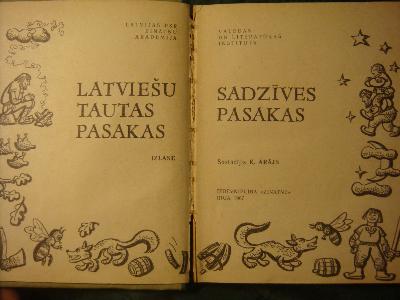 LATVIJAS PSR
ZINĀTŅU
AKADĒMIJA
LATVIEŠU
TAUTAS
PASAKAS
IZLASE
VALODAS
UN LITERATŪRAS
INSTITŪTS
SADZĪVES
PASAKAS
Sastādījis K. ARĀJS
IZDEVNIECĪBA «ZINĀTNE»
RĪGĀ 1967